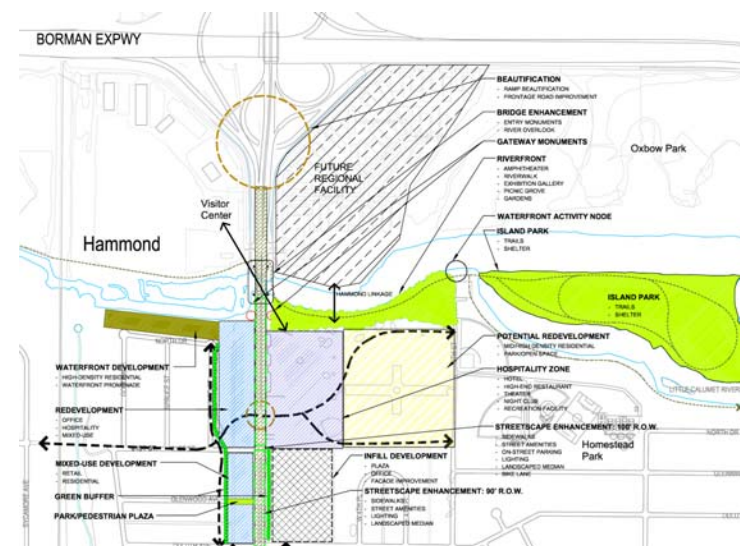 BORMAN EXPWY
BEAUTIFICATION
- RAMP BEAUTIFICATION
- FRONTAGE ROAD IMPROVEMENT
BRIDGE ENHANCEMENT
- ENTRY MONUMENTS
- RIVER OVERLOOK
GATEWAY MONUMENTS
Oxbow Park
FUTURE
REGIONAL
FACILITY
RIVERFRONT
- AMPHITHEATER
- RIVERWALK
- EXHIBITION GALLERY
- PICNIC GROVE
- GARDENS
Visitor
Center
WATERFRONT ACTIVITY NODE
Hammond
ISLAND PARK
- TRAILS
- SHELTER
HAMMOND LINKAGE
ISLAND PARK
- TRAILS
- SHELTER
NORTH DR
POTENTIAL REDEVELOPMENT
- MID/HIGH DENSITY RESIDENTIAL
- PARK/OPEN SPACE
WATERFRONT DEVELOPMENT
- HIGH-DENSITY RESIDENTIAL
- WATERFRONT PROMENADE
HOSPITALITY ZONE
- HOTEL
- HIGH-END RESTAURANT
- THEATER
- NIGHT CLUB
- RECREATION FACILITY
LITTLE CALUMET RIVER
REDEVELOPMENT
- OFFICE
- HOSPITALITY
- MIXED-USE
STREETSCAPE ENHANCEMENT: 100' R.O.W.
- SIDEWALKS
- STREET AMENITIES
- ON-STREET PARKING
- LIGHTING
- LANDSCAPED MEDIAN
- BIKE LANE
NORTH DR
Homestead
Park
MIXED-USE DEVELOPMENT
- RETAIL
- RESIDENTIAL
INFILL DEVELOPMENT
- PLAZA
- OFFICE
- FACADE IMPROVEMENT
GREEN BUFFER
STREETSCAPE ENHANCEMENT: 90' R.O.W.
- SIDEWALKS
- STREET AMENITIES
- LIGHTING
- LANDSCAPED MEDIAN
PARK/PEDESTRIAN PLAZA
SYCAMORE AVE